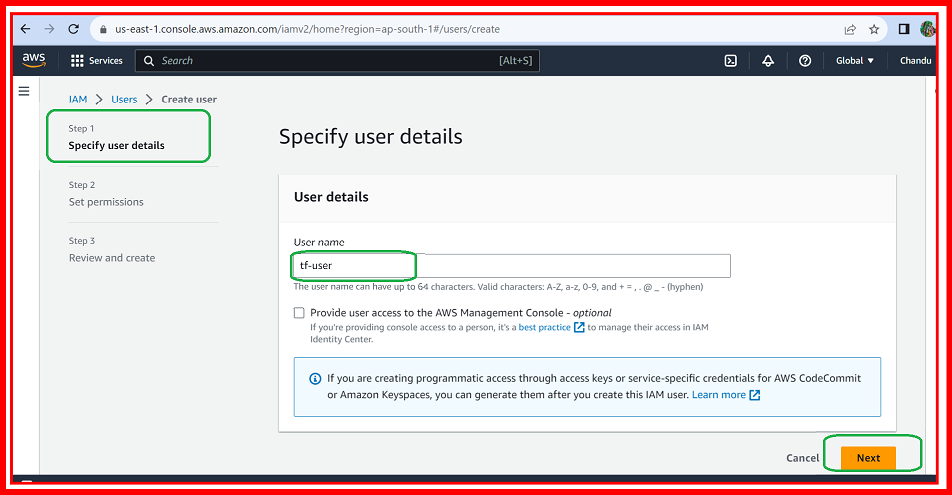 us-east-1.console.aws.amazon.com/iamv2/home?region=ap-south-1#/users/create
aws Services Search [Alt+S] Global Chandu
IAM > Users > Create user
Step 1
Specify user details
Step 2
Set permissions
Step 3
Review and create
Specify user details
User details
User name
tf-user
The user name can have up to 64 characters. Valid characters: A-Z, a-z, 0-9, and + = , . @ _ - (hyphen)
Provide user access to the AWS Management Console - optional
If you're providing console access to a person, it's a best practice to manage their access in IAM
Identity Center.
If you are creating programmatic access through access keys or service-specific credentials for AWS CodeCommit
or Amazon Keyspaces, you can generate them after you create this IAM user. Learn more
Cancel Next